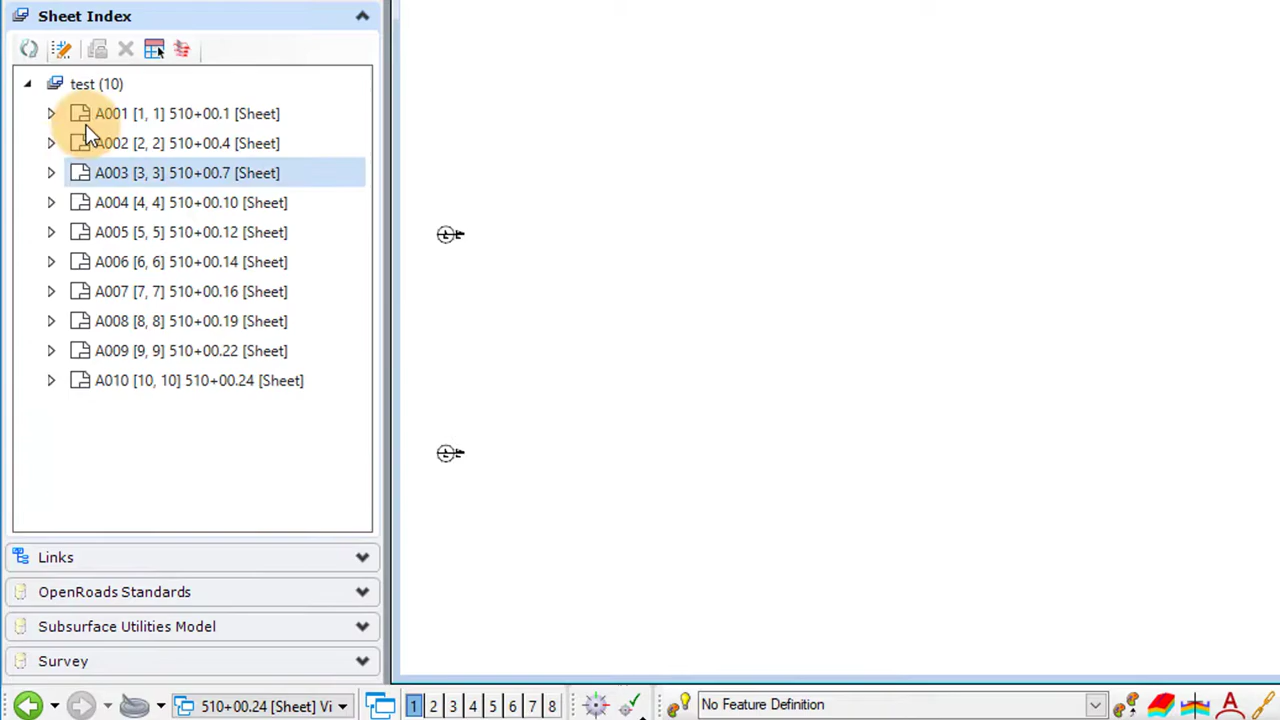 Sheet Index
test (10)
A001 [1, 1] 510+00.1 [Sheet]
A002 [2, 2] 510+00.4 [Sheet]
A003 [3, 3] 510+00.7 [Sheet]
A004 [4, 4] 510+00.10 [Sheet]
A005 [5, 5] 510+00.12 [Sheet]
A006 [6, 6] 510+00.14 [Sheet]
A007 [7, 7] 510+00.16 [Sheet]
A008 [8, 8] 510+00.19 [Sheet]
A009 [9, 9] 510+00.22 [Sheet]
A010 [10, 10] 510+00.24 [Sheet]
Links
OpenRoads Standards
Subsurface Utilities Model
Survey
510+00.24 [Sheet] Vi 1 2 3 4 5 6 7 8 No Feature Definition